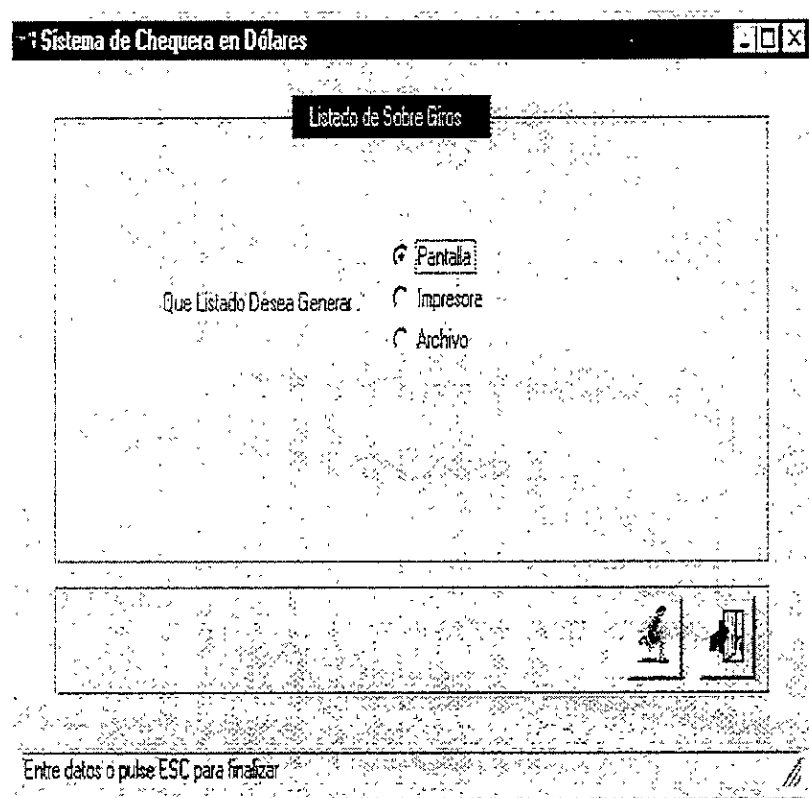 Sistema de Chequera en Dólares
Listado de Sobre Giros
Pantalla
Que Listado Desea Generar :
Impresora
Archivo
Entre datos o pulse ESC para finalizar